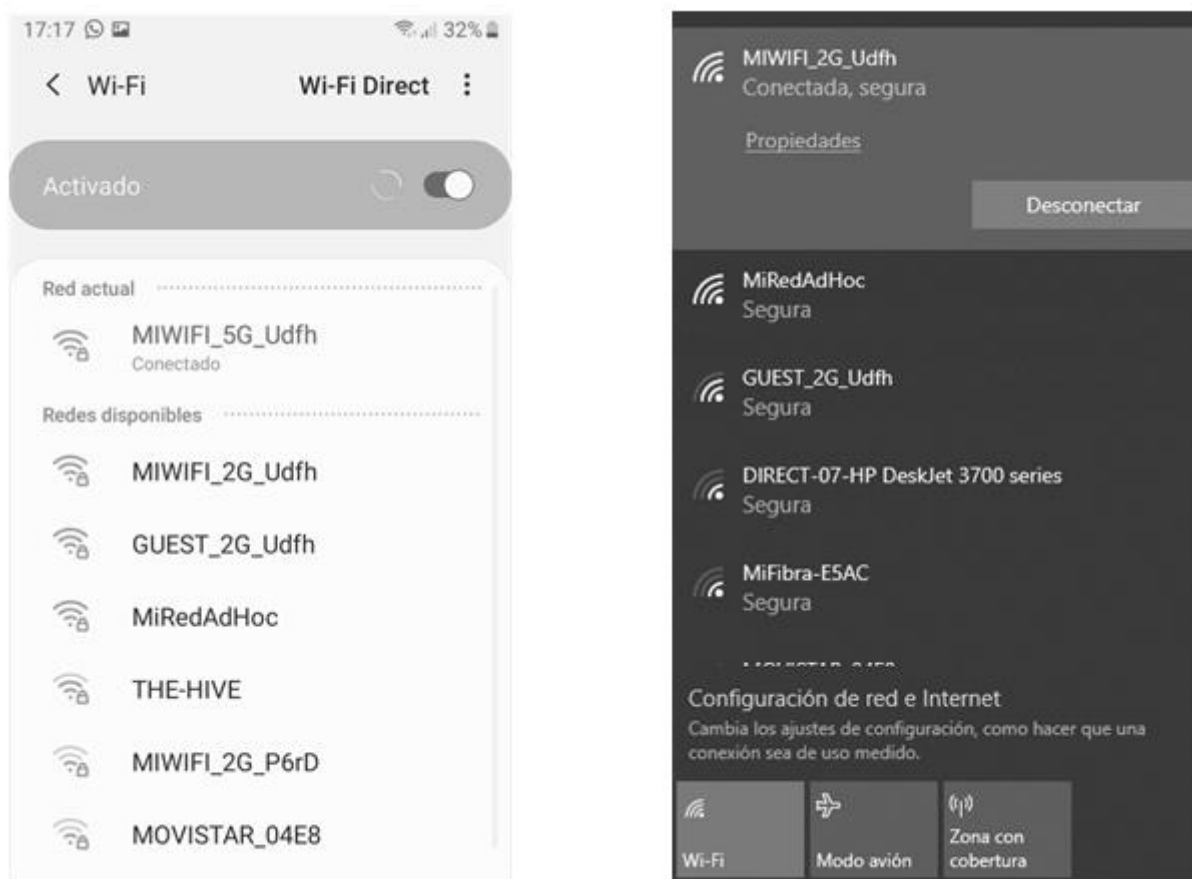 17:17 32%
Wi-Fi Wi-Fi Direct
Activado
Red actual
MIWIFI_5G_Udfh
Conectado
Redes disponibles
MIWIFI_2G_Udfh
GUEST_2G_Udfh
MiRedAdHoc
THE-HIVE
MIWIFI_2G_P6rD
MOVISTAR_04E8
MIWIFI_2G_Udfh
Conectada, segura
Propiedades
Desconectar
MiRedAdHoc
Segura
GUEST_2G_Udfh
Segura
DIRECT-07-HP DeskJet 3700 series
Segura
MiFibra-E5AC
Segura
Configuración de red e Internet
Cambia los ajustes de configuración, como hacer que una
conexión sea de uso medido.
Wi-Fi
Modo avión
Zona con
cobertura